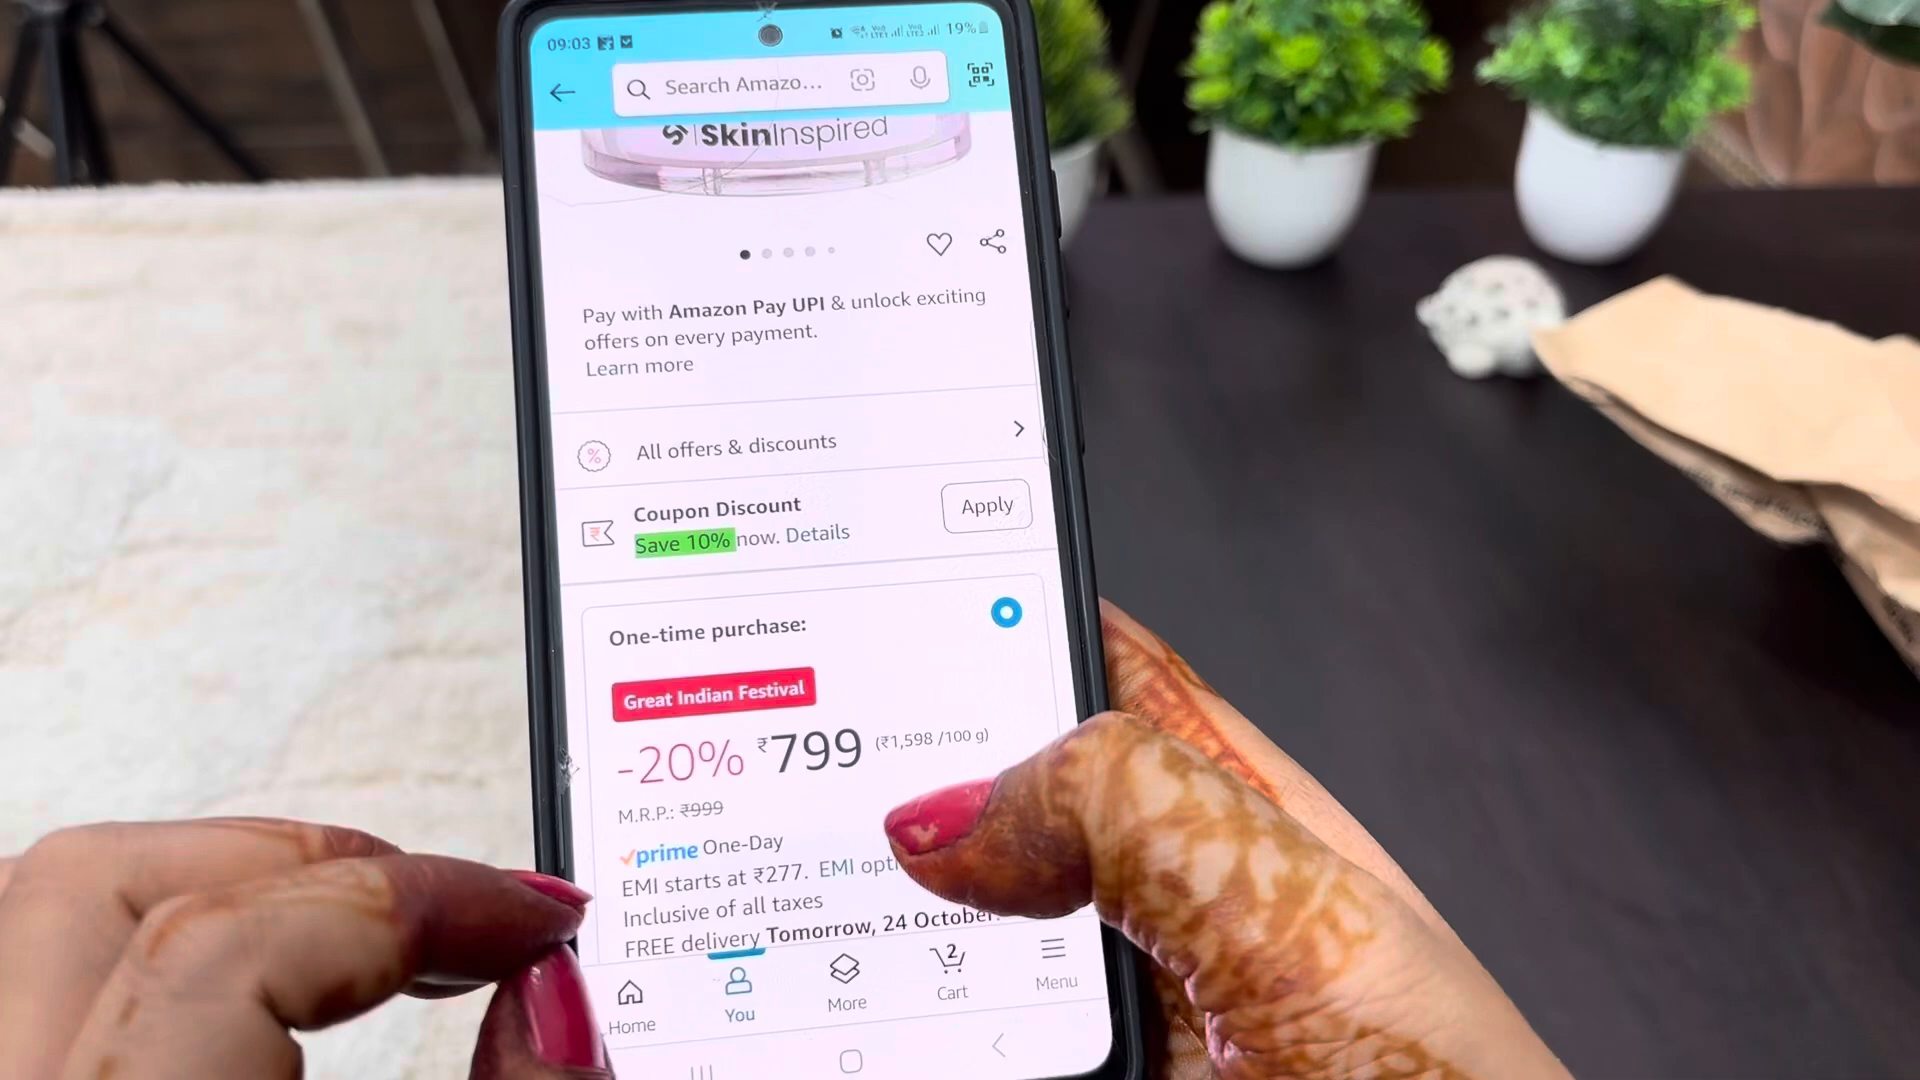 09:03 19%
Search Amazo...
SkinInspired
Pay with Amazon Pay UPI & unlock exciting
offers on every payment.
Learn more
% All offers & discounts
Coupon Discount
Save 10% now. Details
Apply
One-time purchase:
Great Indian Festival
-20% ₹799 (₹1,598 /100 g)
M.R.P.: ₹999
prime One-Day
EMI starts at ₹277. EMI opti
Inclusive of all taxes
FREE delivery Tomorrow, 24 October.
2
Home You More Cart Menu